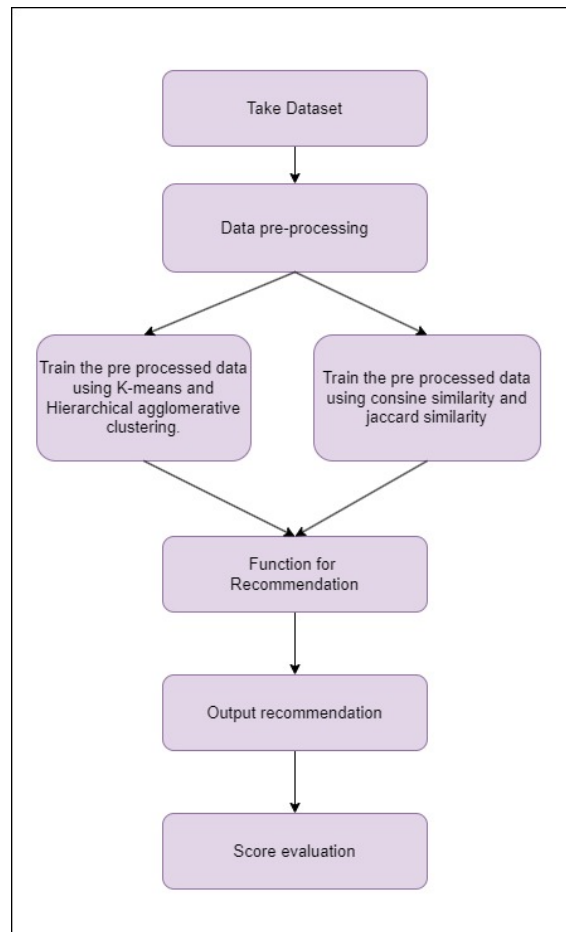 Take Dataset
Data pre-processing
Train the pre processed data
using K-means and
Hierarchical agglomerative
clustering.
Train the pre processed data
using consine similarity and
jaccard similarity
Function for
Recommendation
Output recommendation
Score evaluation